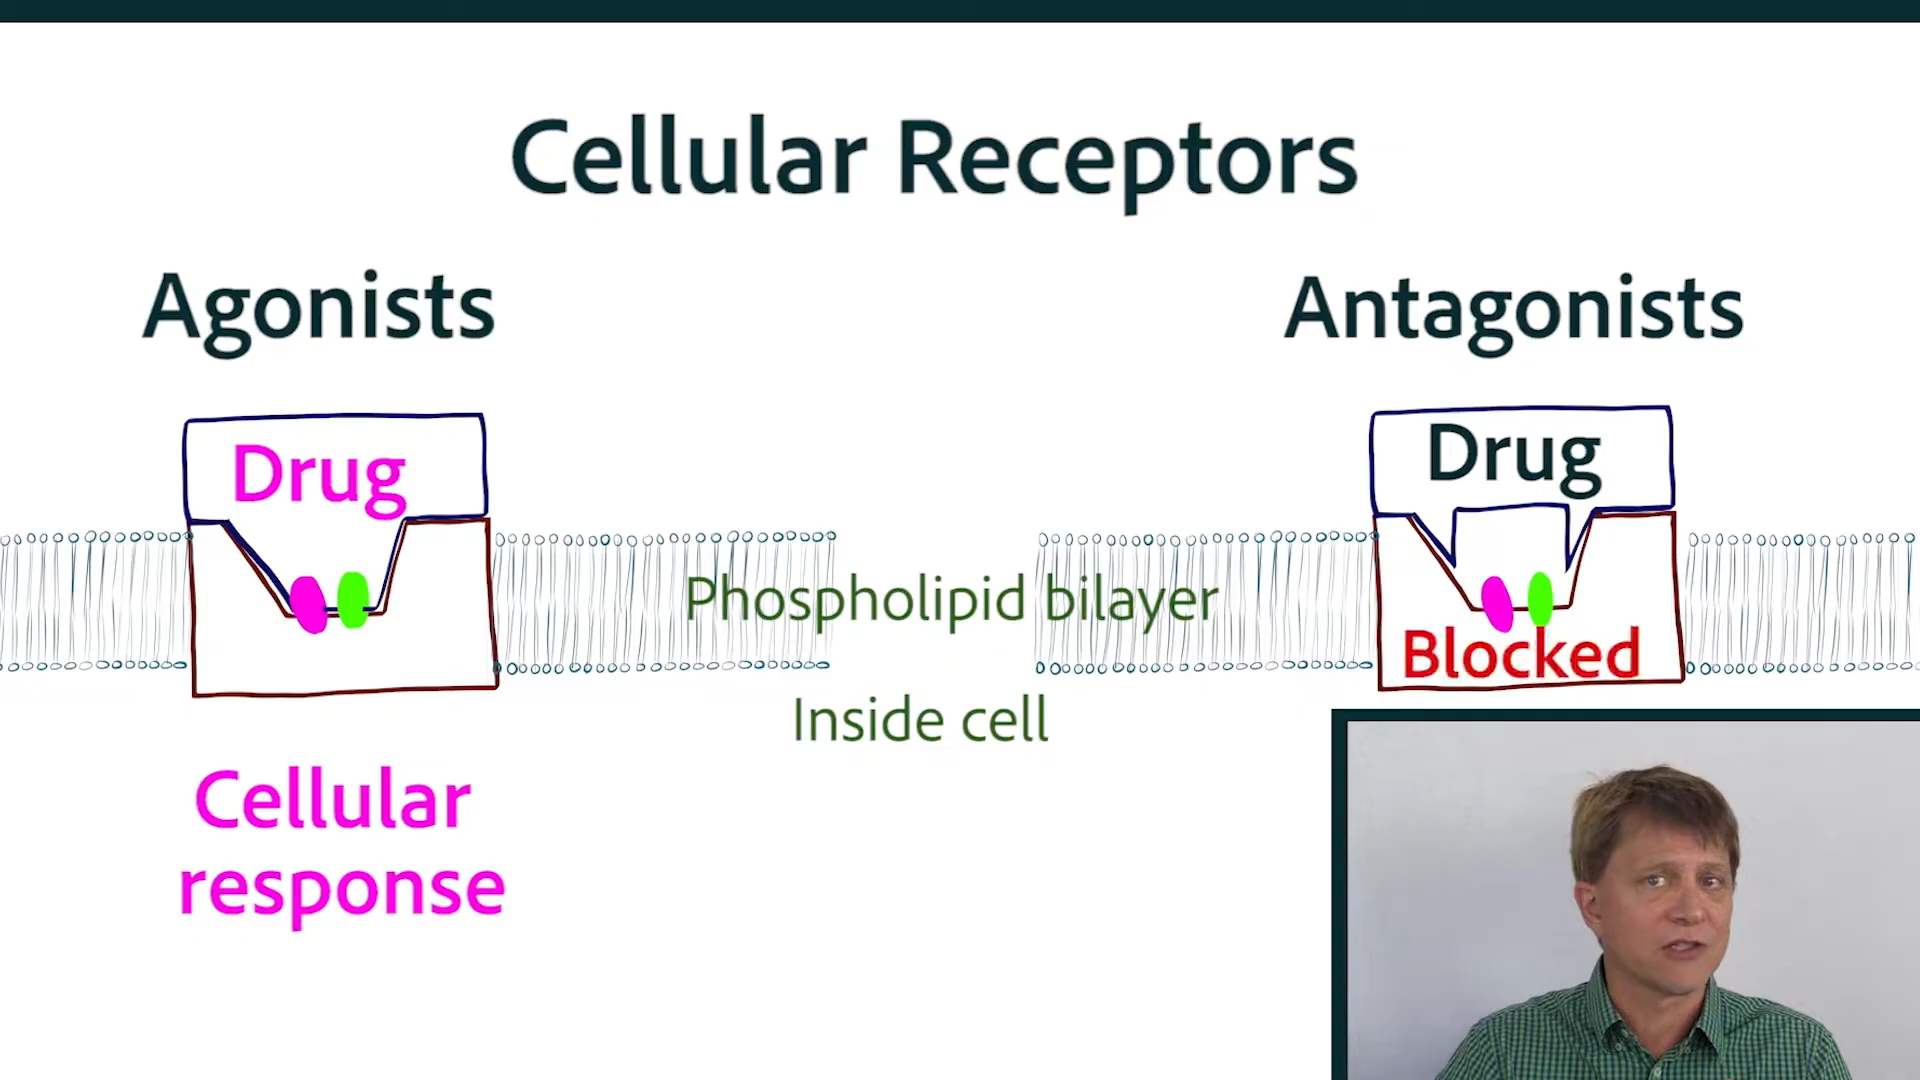 Cellular Receptors
Agonists
Antagonists
Drug
Drug
Phospholipid bilayer
Blocked
Inside cell
Cellular
response